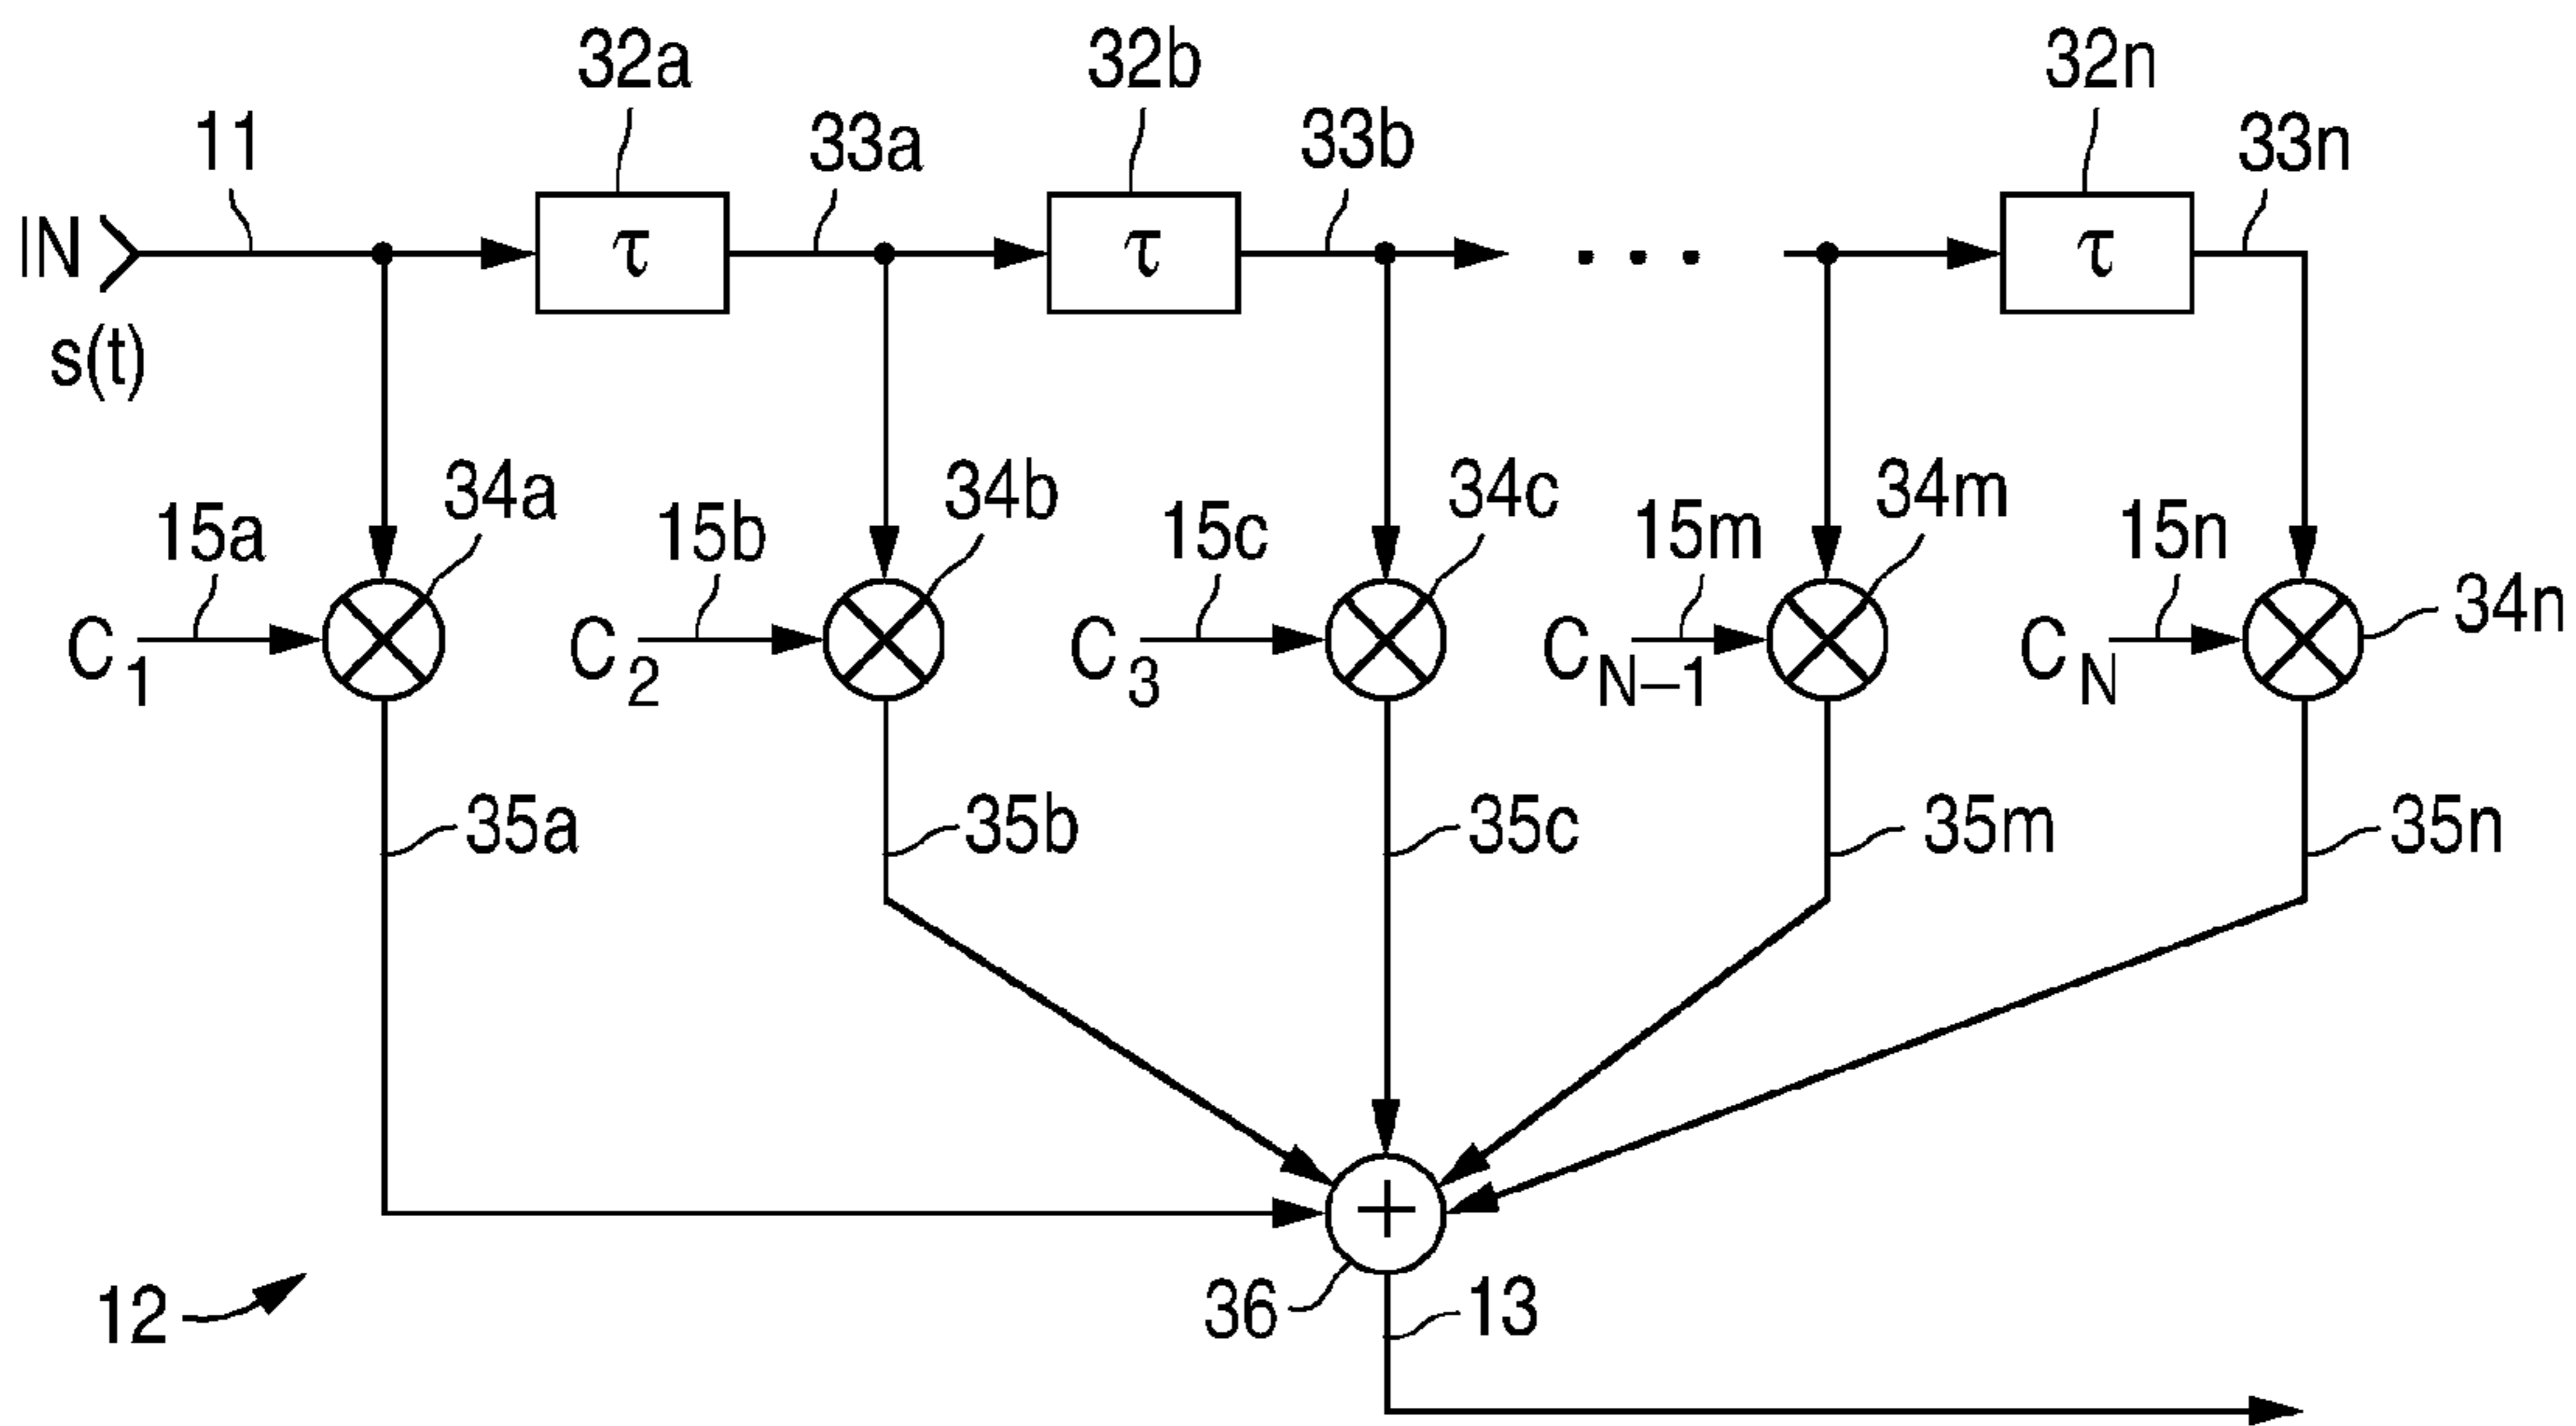 32a 32b 32n
11 33a 33b 33n
IN τ τ . . . τ
s(t)
34a 34b 34c 34m
15a 15b 15c 15m 15n
34n
C1 C2 C3 CN–1 CN
35a 35b 35c 35m 35n
+
12 36 13